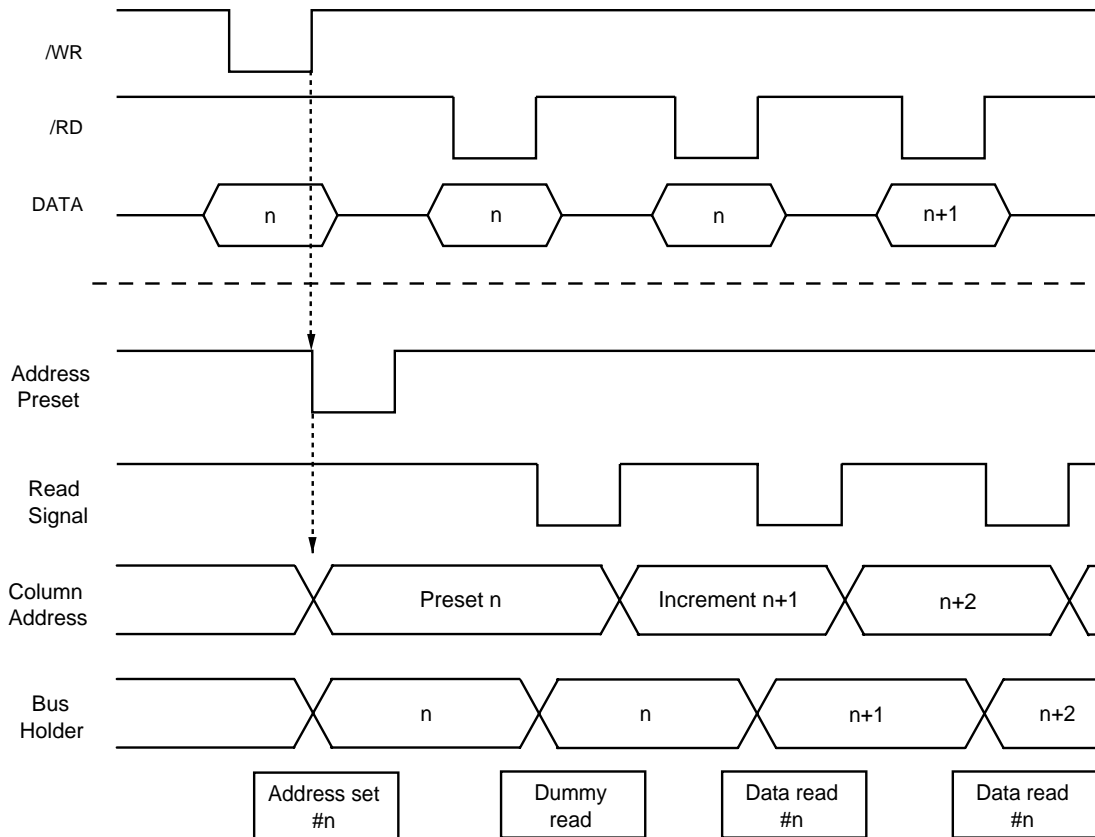 /WR
/RD
DATA
n
n
n
n+1
Address
Preset
Read
Signal
Column
Address
Preset n
Increment n+1
n+2
Bus
Holder
n
n
n+1
n+2
Address set
#n
Dummy
read
Data read
#n
Data read
#n